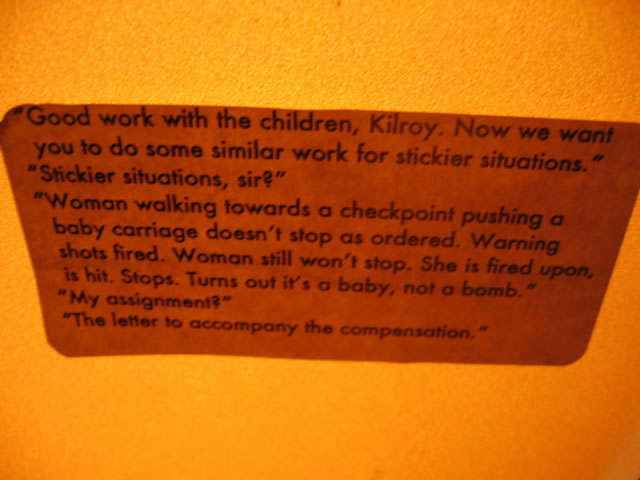 "Good work with the children, Kilroy. Now we want
you to do some similar work for stickier situations."
"Stickier situations, sir?"
"Woman walking towards a checkpoint pushing a
baby carriage doesn't stop as ordered. Warning
shots fired. Woman still won't stop. She is fired upon,
is hit. Stops. Turns out it's a baby, not a bomb."
"My assignment?"
"The letter to accompany the compensation."